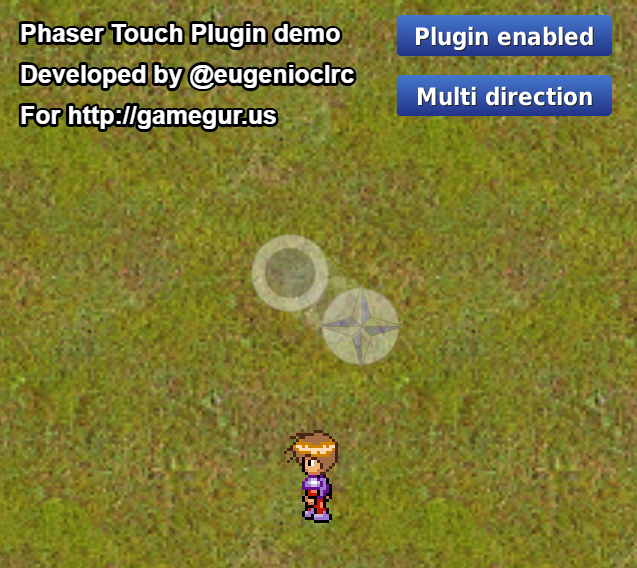 Phaser Touch Plugin demo
Developed by @eugenioclrc
For http://gamegur.us
Plugin enabled
Multi direction